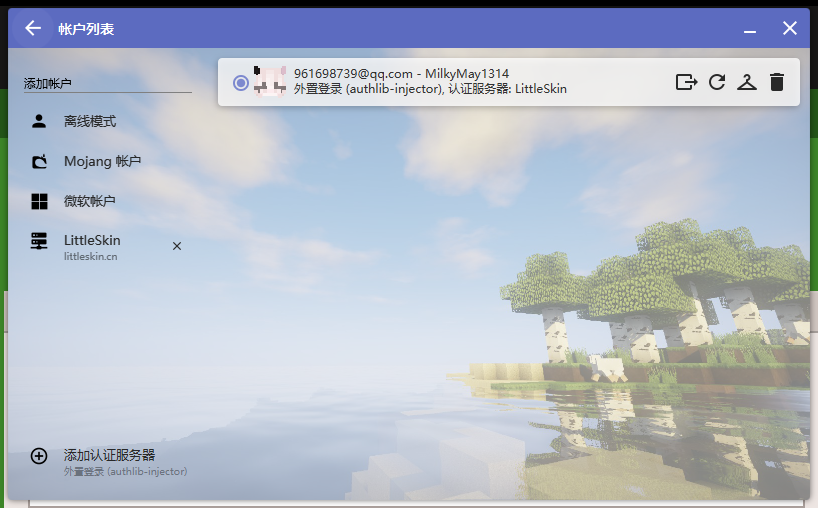 帐户列表
添加帐户
离线模式
Mojang 帐户
微软帐户
LittleSkin
littleskin.cn
添加认证服务器
外置登录 (authlib-injector)
961698739@qq.com - MilkyMay1314
外置登录 (authlib-injector), 认证服务器: LittleSkin